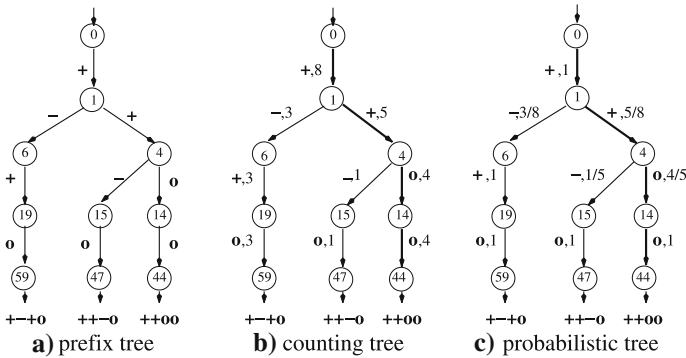 0 0 0
+ +,8 +,1
1 1 1
− + −,3 +,5 −,3/8 +,5/8
6 4 6 4 6 4
+ − o +,3 −1 o,4 +,1 −,1/5 o,4/5
19 15 14 19 15 14 19 15 14
o o o o,3 o,1 o,4 o,1 o,1 o,1
59 47 44 59 47 44 59 47 44
+−+o ++−o ++oo +−+o ++−o ++oo +−+o ++−o ++oo
a) prefix tree b) counting tree c) probabilistic tree